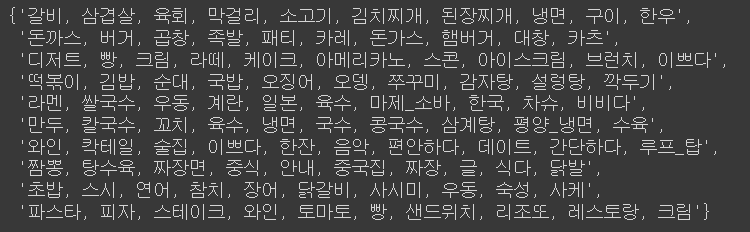 {'갈비, 삼겹살, 육회, 막걸리, 소고기, 김치찌개, 된장찌개, 냉면, 구이, 한우',
'돈까스, 버거, 곱창, 족발, 패티, 카레, 돈가스, 햄버거, 대창, 카츠',
'디저트, 빵, 크림, 라떼, 케이크, 아메리카노, 스콘, 아이스크림, 브런치, 이쁘다',
'떡볶이, 김밥, 순대, 국밥, 오징어, 오뎅, 쭈꾸미, 감자탕, 설렁탕, 깍두기',
'라멘, 쌀국수, 우동, 계란, 일본, 육수, 마제_소바, 한국, 차슈, 비비다',
'만두, 칼국수, 꼬치, 육수, 냉면, 국수, 콩국수, 삼계탕, 평양_냉면, 수육',
'와인, 칵테일, 술집, 이쁘다, 한잔, 음악, 편안하다, 데이트, 간단하다, 루프_탑',
'짬뽕, 탕수육, 짜장면, 중식, 안내, 중국집, 짜장, 글, 식다, 닭발',
'초밥, 스시, 연어, 참치, 장어, 닭갈비, 사시미, 우동, 숙성, 사케',
'파스타, 피자, 스테이크, 와인, 토마토, 빵, 샌드위치, 리조또, 레스토랑, 크림'}